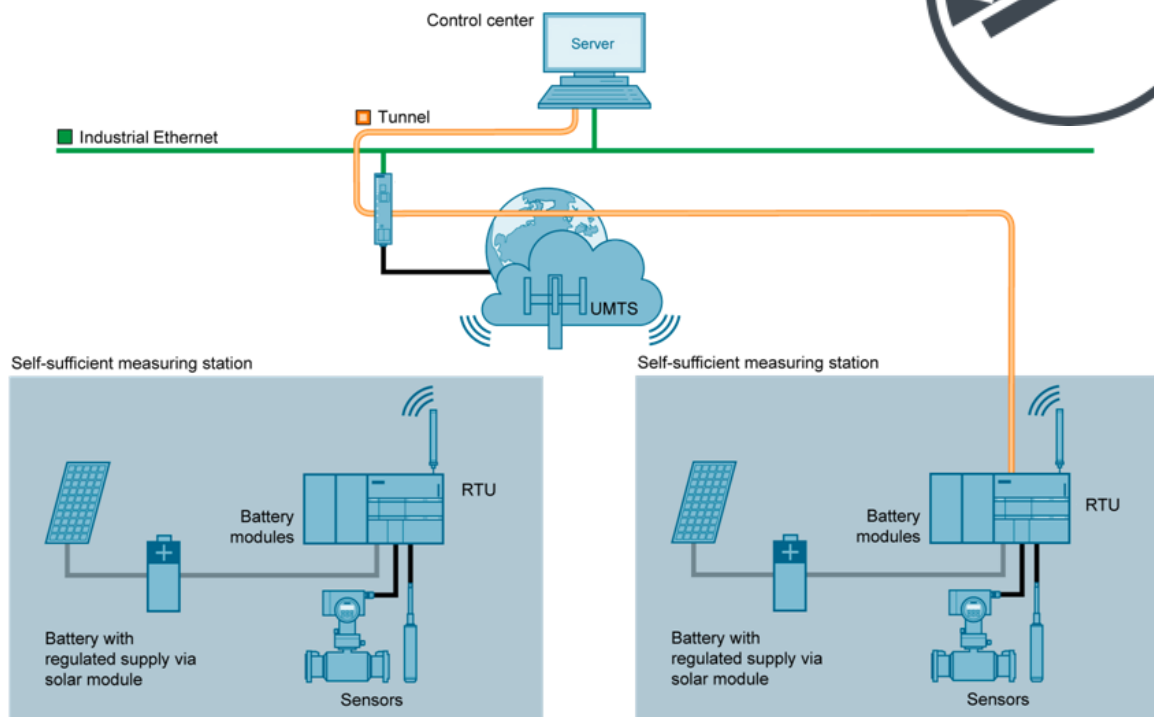 Control center
Server
Tunnel
Industrial Ethernet
UMTS
Self-sufficient measuring station
RTU
Battery
modules
Battery with
regulated supply via
solar module
Sensors
Self-sufficient measuring station
RTU
Battery
modules
Battery with
regulated supply via
solar module
Sensors